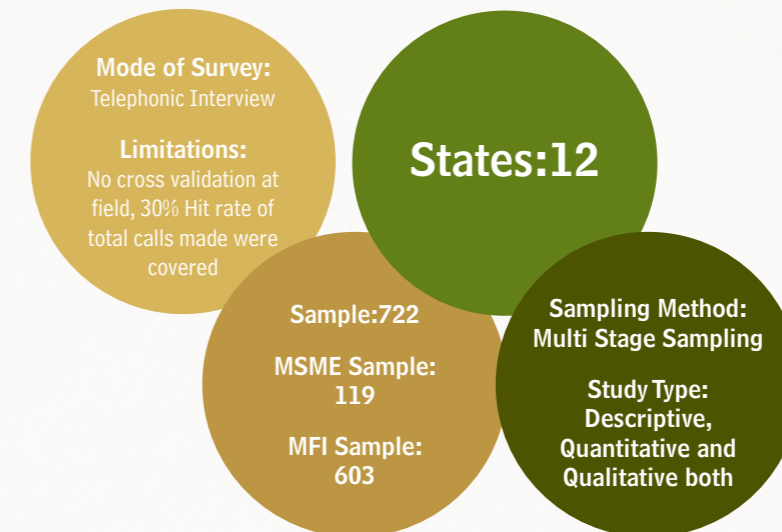 Mode of Survey:
Telephonic Interview
Limitations:
No cross validation at
field, 30% Hit rate of
total calls made were
covered
States:12
Sample:722
MSME Sample:
119
MFI Sample:
603
Sampling Method:
Multi Stage Sampling
Study Type:
Descriptive,
Quantitative and
Qualitative both